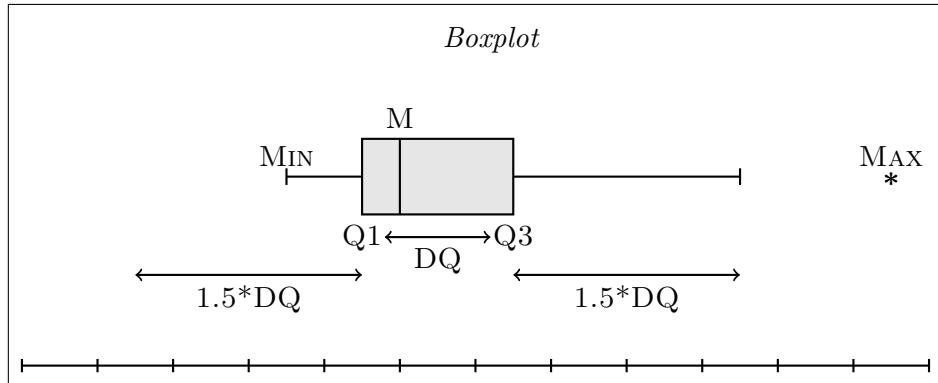 Boxplot
M
MIN
MAX
*
Q1
Q3
DQ
1.5*DQ
1.5*DQ